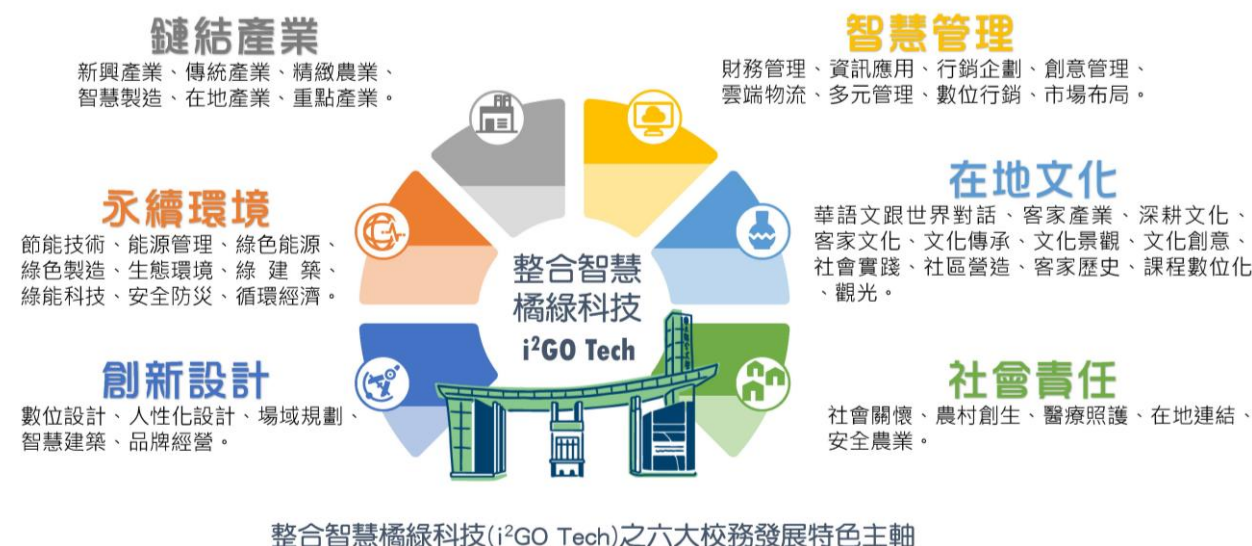 鏈結產業
新興產業、傳統產業、精緻農業、
智慧製造、在地產業、重點產業。
智慧管理
財務管理、資訊應用、行銷企劃、創意管理、
雲端物流、多元管理、數位行銷、市場布局。
永續環境
節能技術、能源管理、綠色能源、
綠色製造、生態環境、綠 建 築、
綠能科技、安全防災、循環經濟。
在地文化
華語文跟世界對話、客家產業、深耕文化、
客家文化、文化傳承、文化景觀、文化創意、
社會實踐、社區營造、客家歷史、課程數位化
、觀光。
整合智慧
橘綠科技
i²GO Tech
創新設計
數位設計、人性化設計、場域規劃、
智慧建築、品牌經營。
社會責任
社會關懷、農村創生、醫療照護、在地連結、
安全農業。
整合智慧橘綠科技(i²GO Tech)之六大校務發展特色主軸